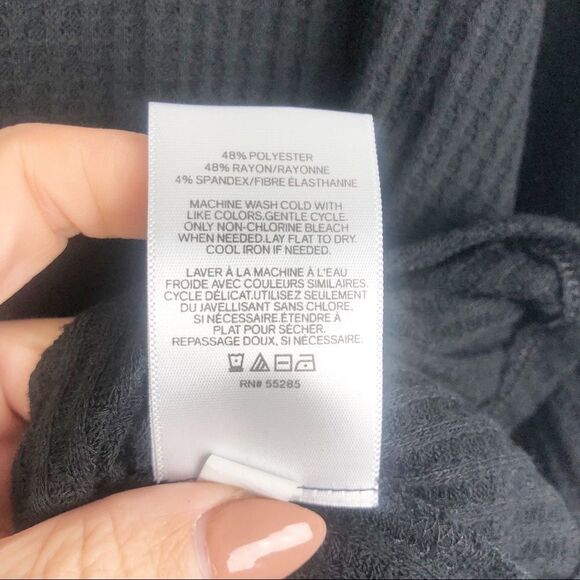 48% POLYESTER
48% RAYON/RAYONNE
4% SPANDEX/FIBRE ÉLASTHANNE
MACHINE WASH COLD WITH
LIKE COLORS.GENTLE CYCLE.
ONLY NON-CHLORINE BLEACH
WHEN NEEDED.LAY FLAT TO DRY.
COOL IRON IF NEEDED.
LAVER À LA MACHINE À L'EAU
FROIDE AVEC COULEURS SIMILAIRES.
CYCLE DÉLICAT.UTILISEZ SEULEMENT
DU JAVELLISANT SANS CHLORE,
SI NÉCESSAIRE.ÉTENDRE À
PLAT POUR SÉCHER.
REPASSAGE DOUX, SI NÉCESSAIRE.
RN# 55285